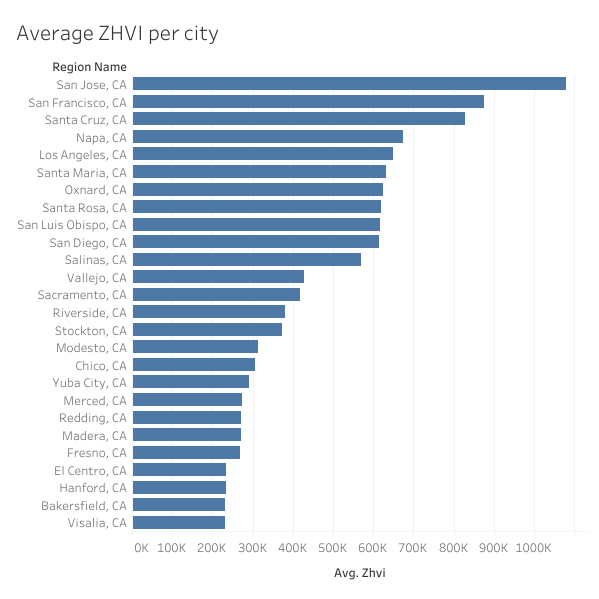 Average ZHVI per city
Region Name
San Jose, CA
San Francisco, CA
Santa Cruz, CA
Napa, CA
Los Angeles, CA
Santa Maria, CA
Oxnard, CA
Santa Rosa, CA
San Luis Obispo, CA
San Diego, CA
Salinas, CA
Vallejo, CA
Sacramento, CA
Riverside, CA
Stockton, CA
Modesto, CA
Chico, CA
Yuba City, CA
Merced, CA
Redding, CA
Madera, CA
Fresno, CA
El Centro, CA
Hanford, CA
Bakersfield, CA
Visalia, CA
0K 100K 200K 300K 400K 500K 600K 700K 800K 900K 1000K
Avg. Zhvi